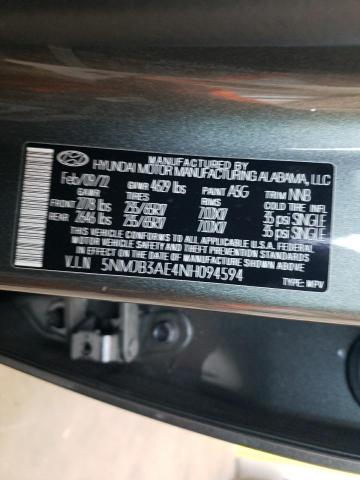 MANUFACTURED BY
HYUNDAI MOTOR MANUFACTURING ALABAMA, LLC
Feb/09/22 GVWR 4629 lbs PAINT A5G TRIM NNB
GAWR TIRES RIMS COLD TIRE INFL
FRONT 2778 lbs 235/65R17 7.0JX17 35 psi SINGLE
REAR 2646 lbs 235/65R17 7.0JX17 35 psi SINGLE
THIS VEHICLE CONFORMS TO ALL APPLICABLE
U.S. FEDERAL MOTOR VEHICLE SAFETY
AND THEFT PREVENTION STANDARDS
IN EFFECT ON THE DATE OF MANUFACTURE SHOWN ABOVE.
V.I.N 5NMJB3AE4NH094594
TYPE: MPV